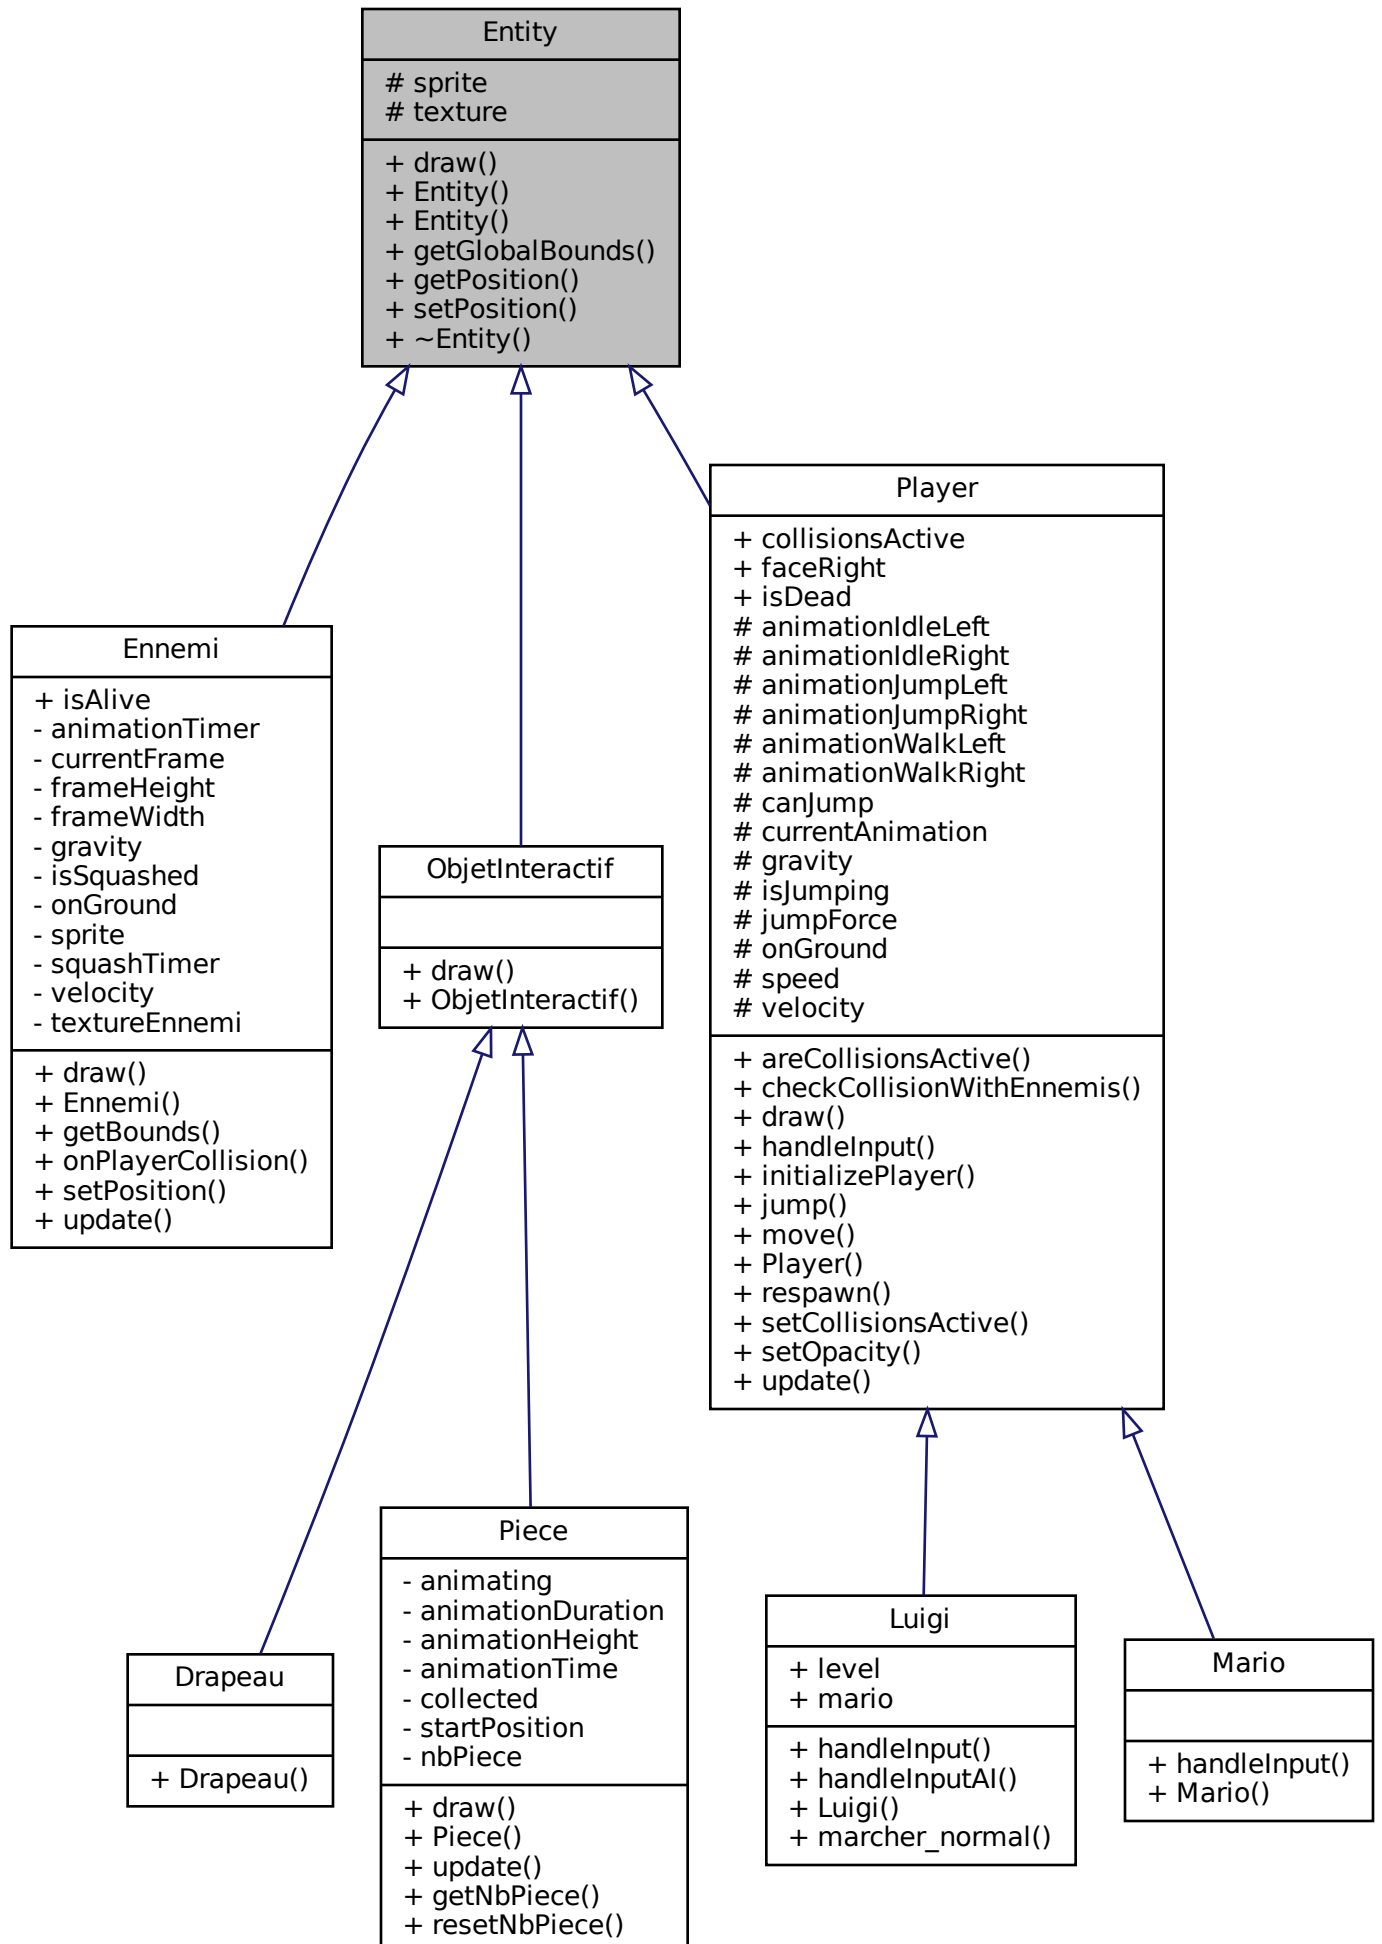 Entity
# sprite
# texture
+ draw()
+ Entity()
+ Entity()
+ getGlobalBounds()
+ getPosition()
+ setPosition()
+ ~Entity()
Ennemi
+ isAlive
- animationTimer
- currentFrame
- frameHeight
- frameWidth
- gravity
- isSquashed
- onGround
- sprite
- squashTimer
- velocity
- textureEnnemi
+ draw()
+ Ennemi()
+ getBounds()
+ onPlayerCollision()
+ setPosition()
+ update()
ObjetInteractif
+ draw()
+ ObjetInteractif()
Player
+ collisionsActive
+ faceRight
+ isDead
# animationIdleLeft
# animationIdleRight
# animationJumpLeft
# animationJumpRight
# animationWalkLeft
# animationWalkRight
# canJump
# currentAnimation
# gravity
# isJumping
# jumpForce
# onGround
# speed
# velocity
+ areCollisionsActive()
+ checkCollisionWithEnnemis()
+ draw()
+ handleInput()
+ initializePlayer()
+ jump()
+ move()
+ Player()
+ respawn()
+ setCollisionsActive()
+ setOpacity()
+ update()
Drapeau
+ Drapeau()
Piece
- animating
- animationDuration
- animationHeight
- animationTime
- collected
- startPosition
- nbPiece
+ draw()
+ Piece()
+ update()
+ getNbPiece()
+ resetNbPiece()
Luigi
+ level
+ mario
+ handleInput()
+ handleInputAI()
+ Luigi()
+ marcher_normal()
Mario
+ handleInput()
+ Mario()